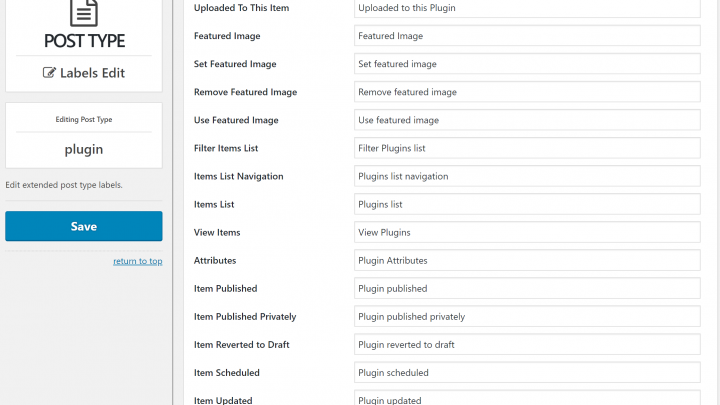 POST TYPE
Labels Edit
Editing Post Type
plugin
Edit extended post type labels.
Save
return to top
Uploaded To This Item Uploaded to this Plugin
Featured Image Featured Image
Set Featured Image Set featured image
Remove Featured Image Remove featured image
Use Featured Image Use featured image
Filter Items List Filter Plugins list
Items List Navigation Plugins list navigation
Items List Plugins list
View Items View Plugins
Attributes Plugin Attributes
Item Published Plugin published
Item Published Privately Plugin published privately
Item Reverted to Draft Plugin reverted to draft
Item Scheduled Plugin scheduled
Item Updated Plugin updated